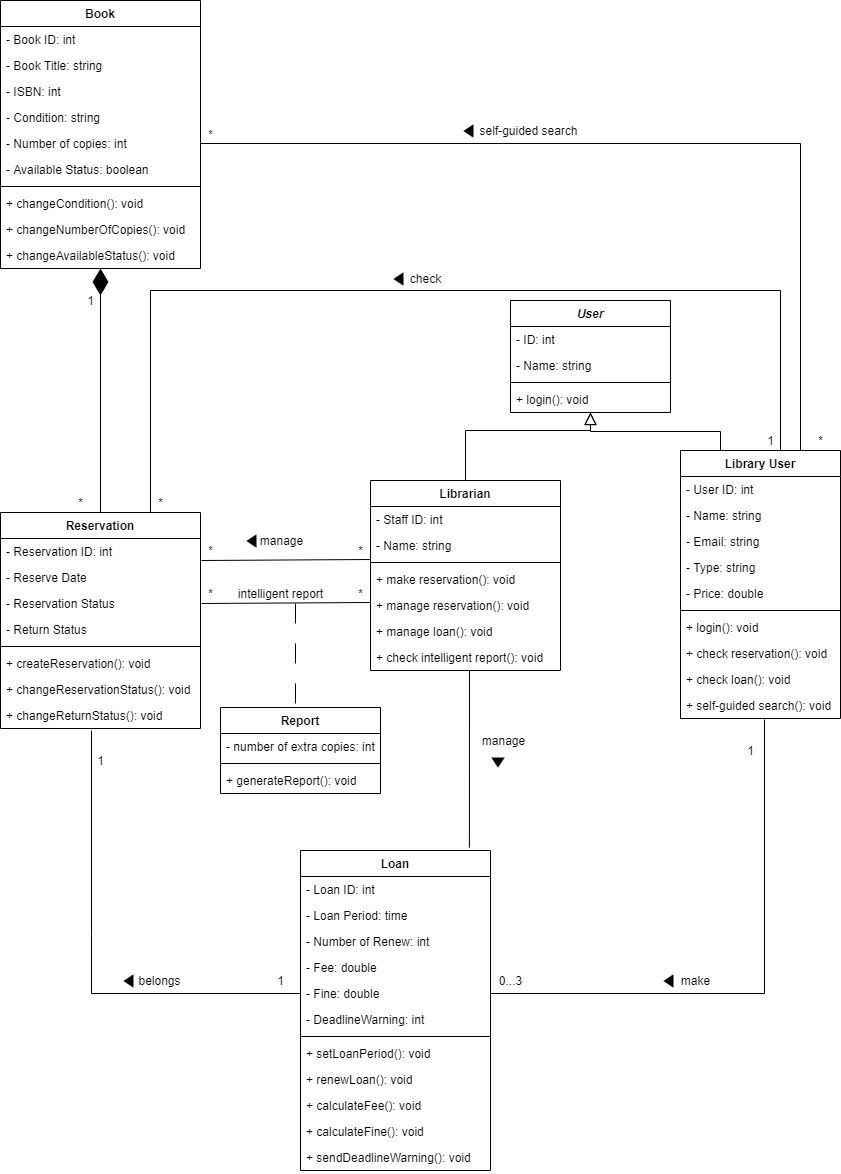 Book
- Book ID: int
- Book Title: string
- ISBN: int
- Condition: string
- Number of copies: int
- Available Status: boolean
+ changeCondition(): void
+ changeNumberOfCopies(): void
+ changeAvailableStatus(): void
*
self-guided search
1
check
User
- ID: int
- Name: string
+ login(): void
1
*
Library User
- User ID: int
- Name: string
- Email: string
- Type: string
- Price: double
+ login(): void
+ check reservation(): void
+ check loan(): void
+ self-guided search(): void
Librarian
- Staff ID: int
- Name: string
+ make reservation(): void
+ manage reservation(): void
+ manage loan(): void
+ check intelligent report(): void
*
*
Reservation
- Reservation ID: int
- Reserve Date
- Reservation Status
- Return Status
+ createReservation(): void
+ changeReservationStatus(): void
+ changeReturnStatus(): void
*
manage
*
*
intelligent report
*
Report
- number of extra copies: int
+ generateReport(): void
manage
1
1
Loan
- Loan ID: int
- Loan Period: time
- Number of Renew: int
- Fee: double
- Fine: double
- DeadlineWarning: int
+ setLoanPeriod(): void
+ renewLoan(): void
+ calculateFee(): void
+ calculateFine(): void
+ sendDeadlineWarning(): void
belongs
1
0...3
make